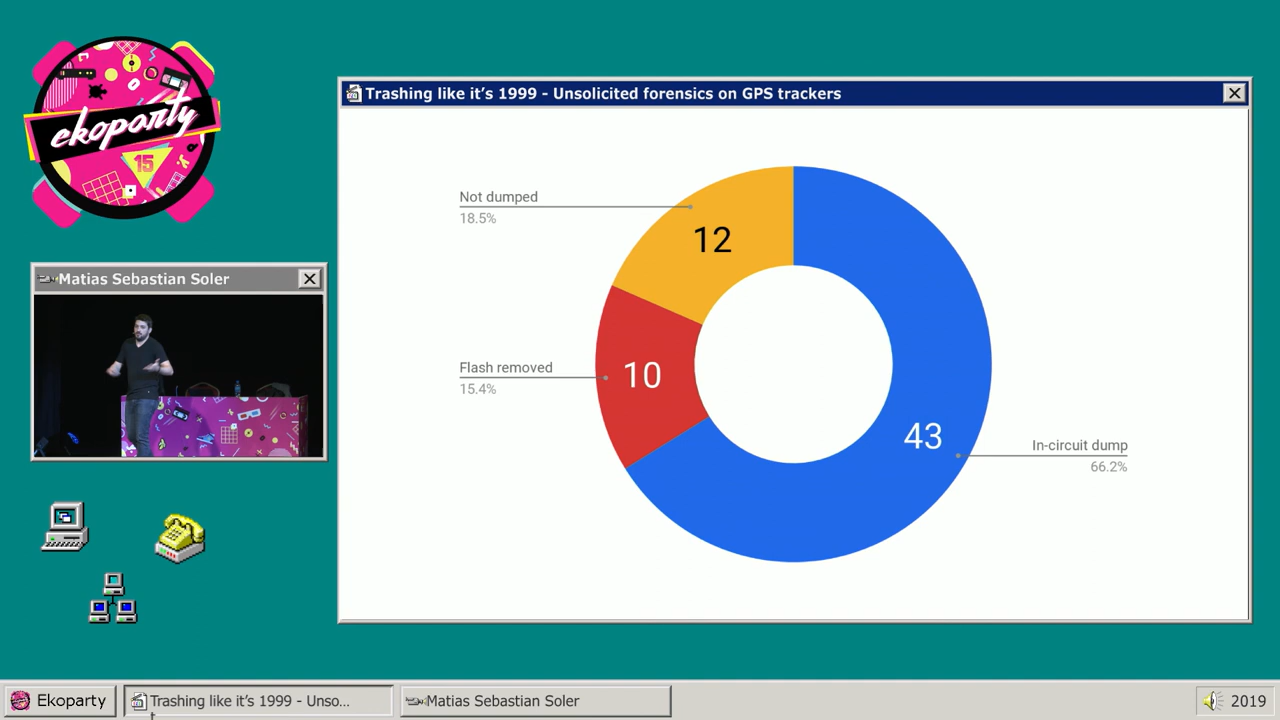 ekoparty
15
Trashing like it's 1999 - Unsolicited forensics on GPS trackers
Matias Sebastian Soler
Not dumped
18.5%
12
Flash removed
15.4%
10
43
In-circuit dump
66.2%
Ekoparty
Trashing like it's 1999 - Unso...
Matias Sebastian Soler
2019